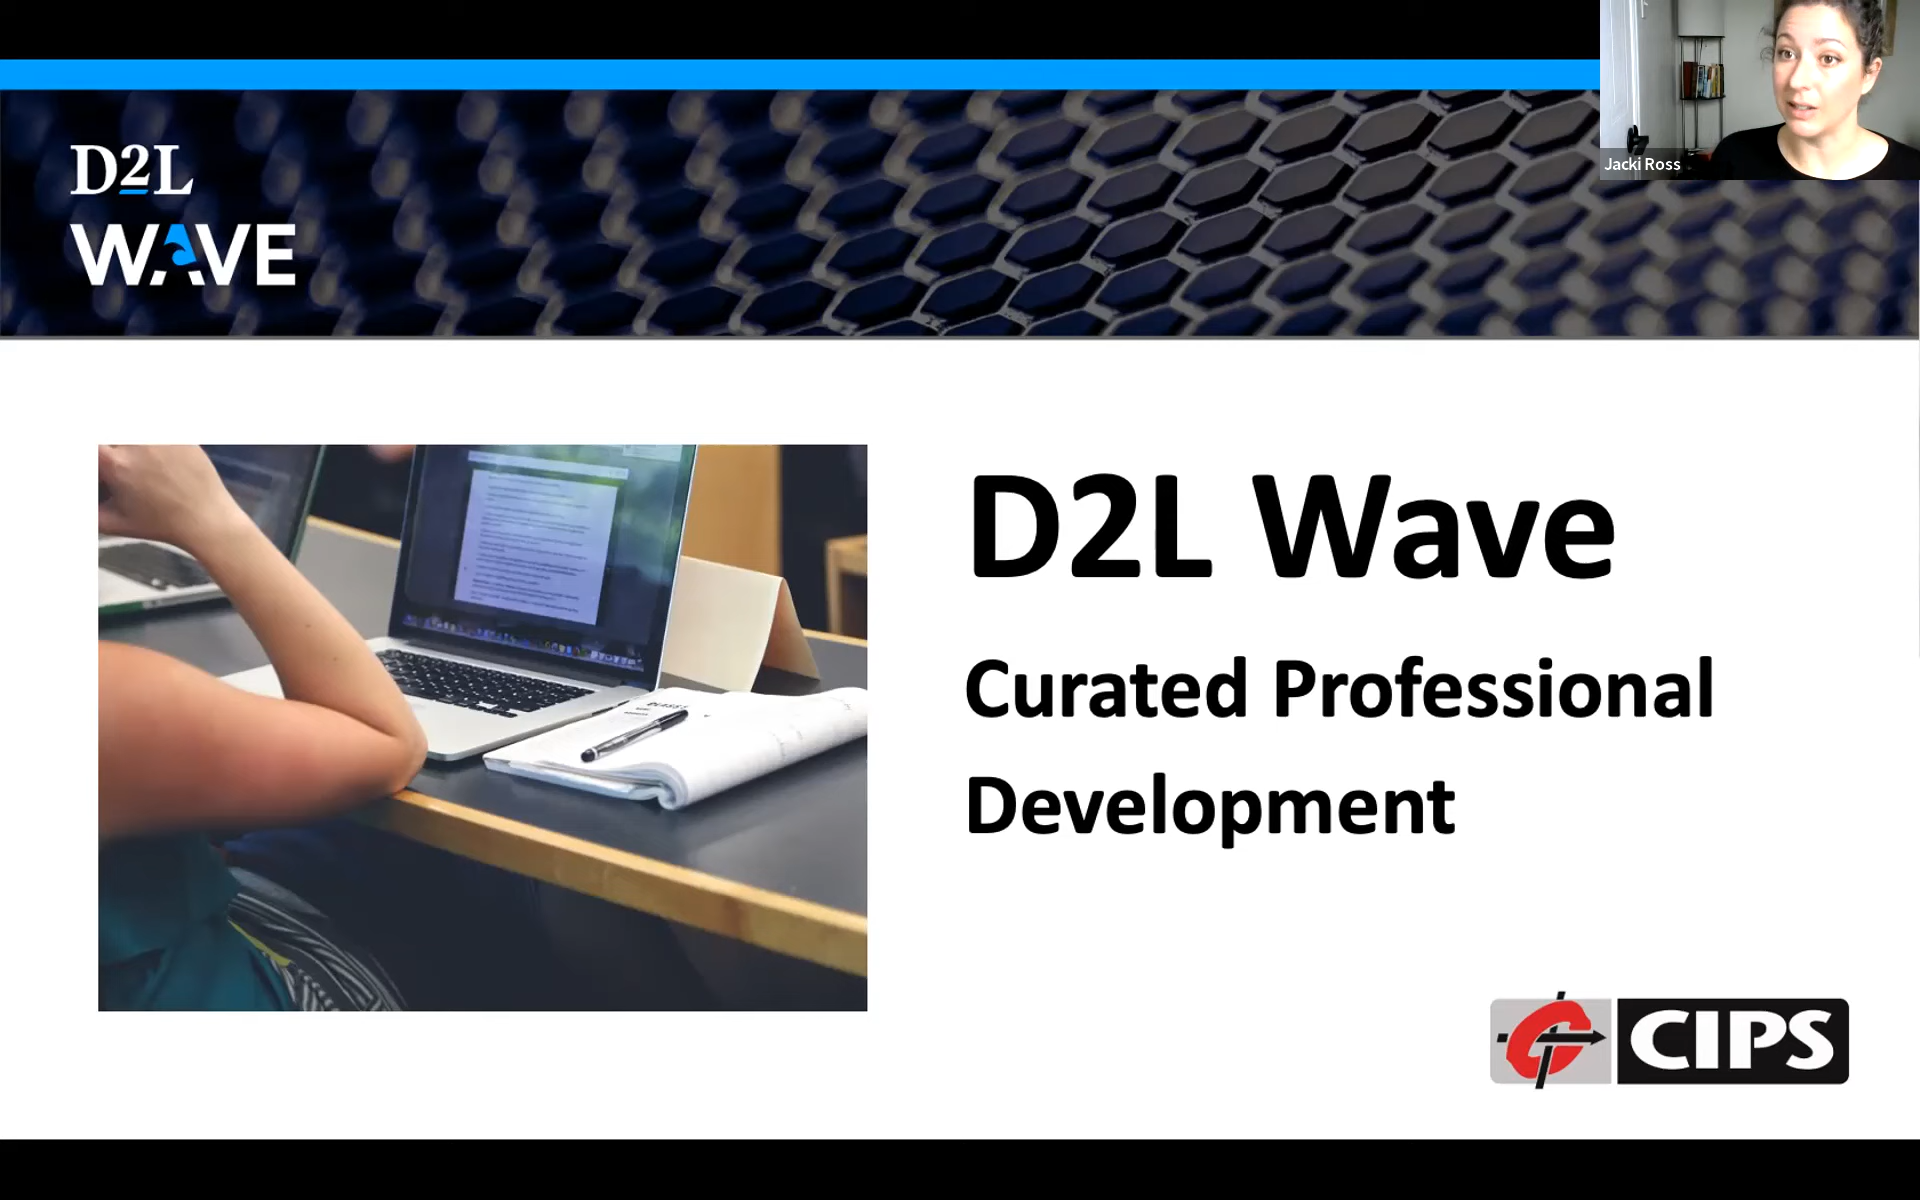 Jacki Ross
D2L
WAVE
D2L Wave
Curated Professional
Development
CIPS